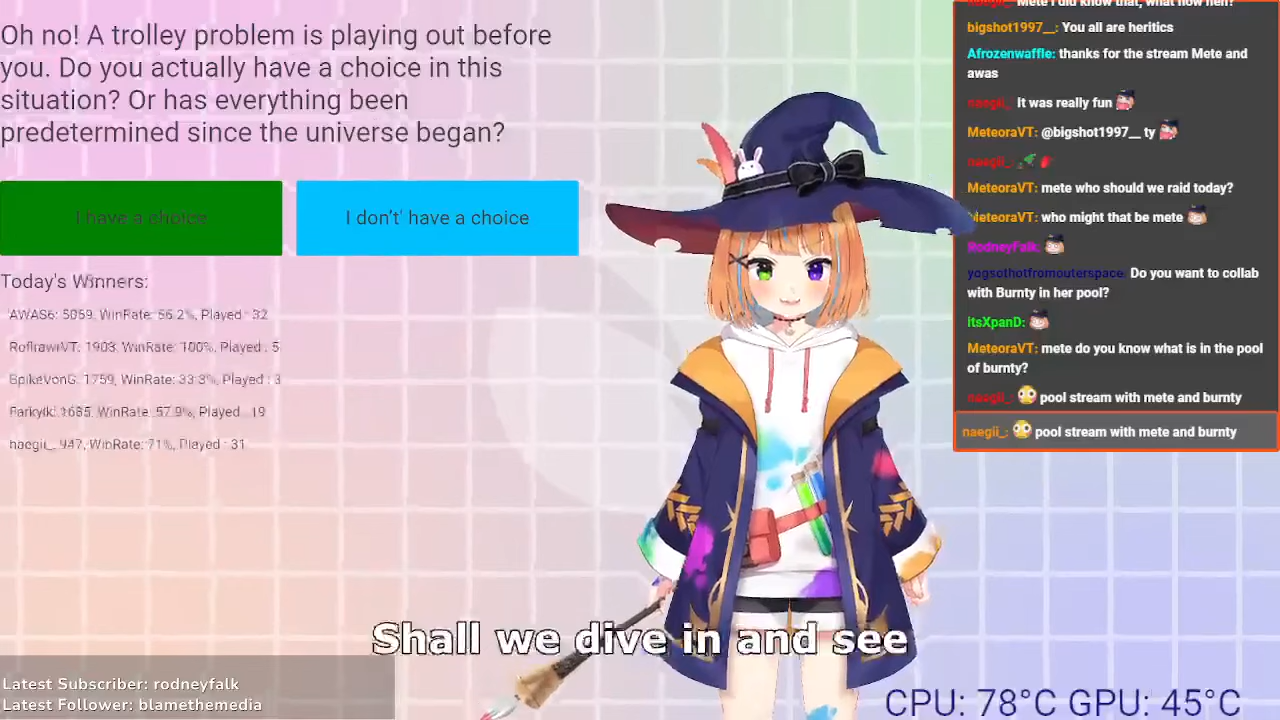 Oh no! A trolley problem is playing out before
you. Do you actually have a choice in this
situation? Or has everything been
predetermined since the universe began?
I have a choice
I don't' have a choice
Today's Winners:
AWAS6: 5059, WinRate: 56.2%, Played : 32
RoflrawrVT: 1903, WinRate: 100%, Played : 5
BpikeVonG: 1759, WinRate: 33.3%, Played : 3
Farkylki: 1685, WinRate: 57.9%, Played : 19
naegii_: 947, WinRate: 71%, Played : 31
Shall we dive in and see
Latest Subscriber: rodneyfalk
Latest Follower: blamethemedia
CPU: 78°C GPU: 45°C
bigshot1997__: You all are heritics
Afrozenwaffle: thanks for the stream Mete and
awas
naegii_: It was really fun
MeteoraVT: @bigshot1997__ ty
naegii_:
MeteoraVT: mete who should we raid today?
MeteoraVT: who might that be mete
RodneyFalk:
yogsothotfromouterspace: Do you want to collab
with Burnty in her pool?
itsXpanD:
MeteoraVT: mete do you know what is in the pool
of burnty?
naegii_: pool stream with mete and burnty
naegii_: pool stream with mete and burnty